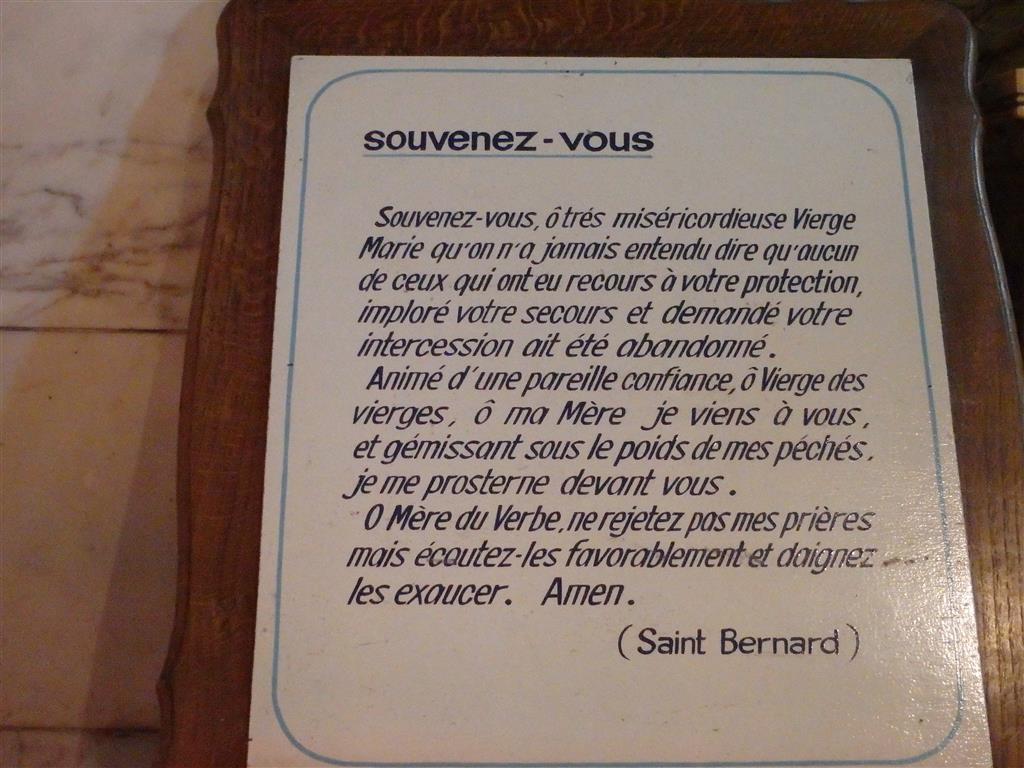 souvenez-vous
Souvenez-vous, ô trés miséricordieuse Vierge
Marie qu'on n'a jamais entendu dire qu'aucun
de ceux qui ont eu recours à votre protection,
imploré votre secours et demandé votre
intercession ait été abandonné.
Animé d'une pareille confiance, ô Vierge des
vierges, ô ma Mère je viens à vous,
et gémissant sous le poids de mes péchés.
je me prosterne devant vous.
O Mère du Verbe, ne rejetez pas mes prières
mais écoutez-les favorablement et daignez
les exaucer. Amen.
(Saint Bernard)